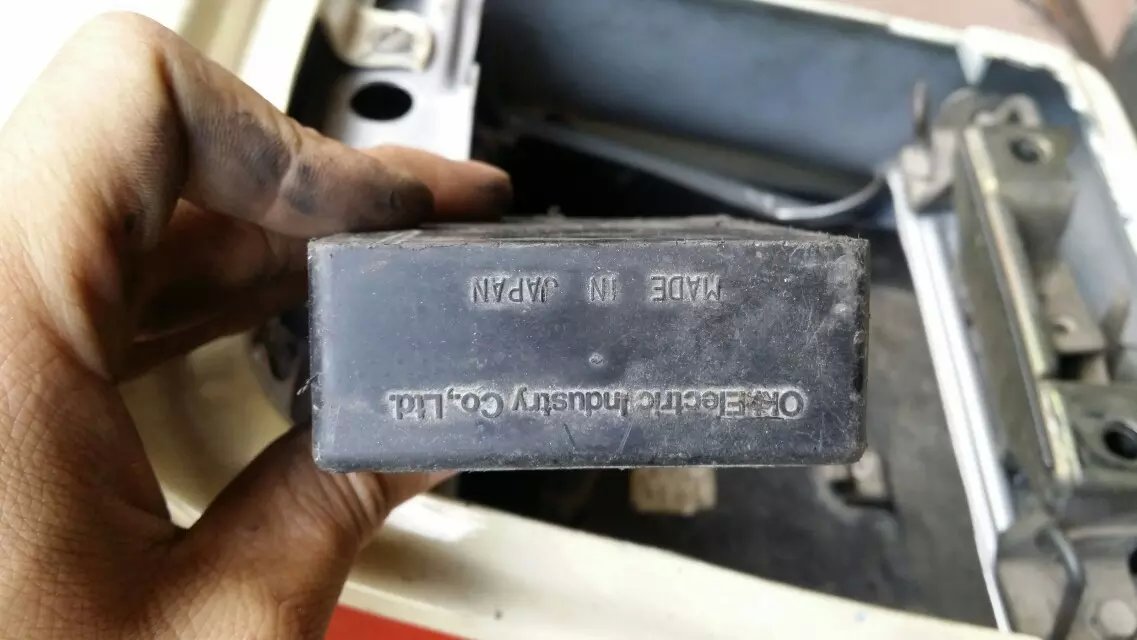 OKI Electric Industry Co.,Ltd.
MADE IN JAPAN